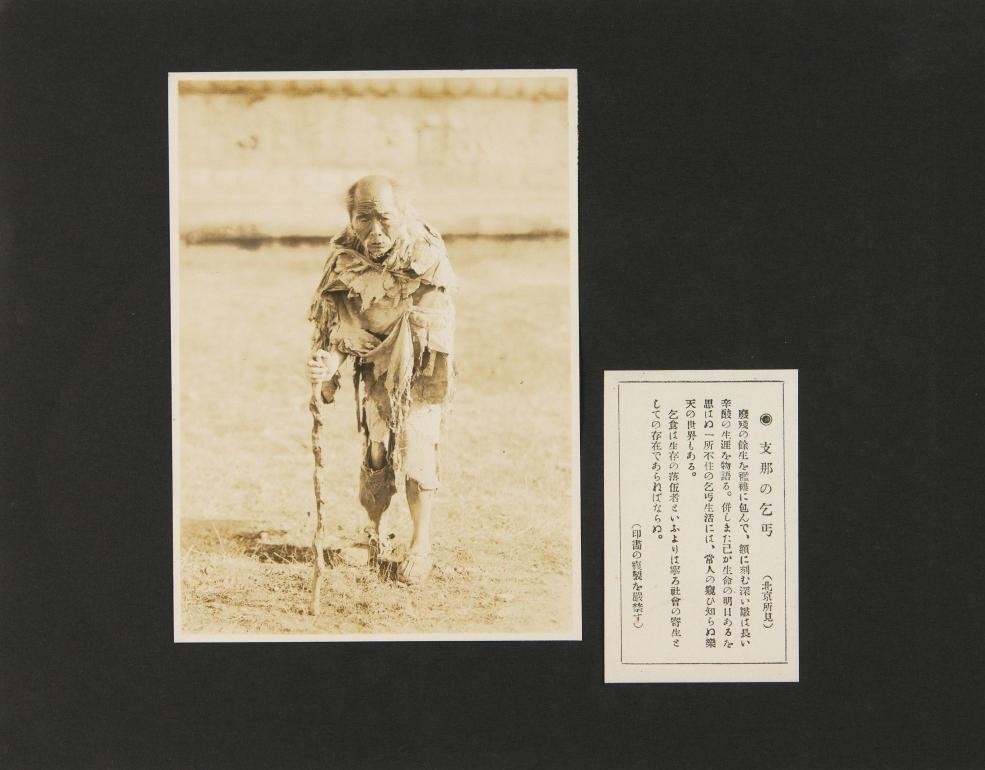 ◉ 支那の乞丐 (北京所見)
廢殘の餘生を襤褸に包んで、額に刻む深い皺は長い
辛酸の生涯を物語る。併しまた己が生命の明日あるを
思はぬ一所不住の乞丐生活には、常人の窺ひ知らぬ樂
天の世界もある。
乞食は生存の落伍者といふよりは寧ろ社會の寄生と
しての存在であらねばならぬ。
(印畵の複製を嚴禁す)